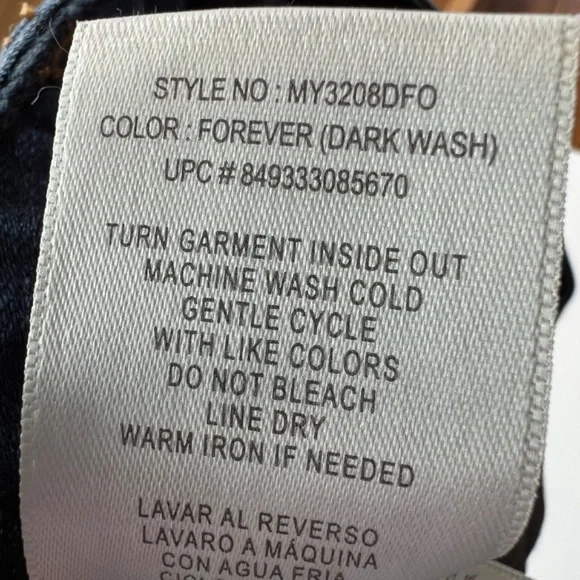 STYLE NO : MY3208DFO
COLOR : FOREVER (DARK WASH)
UPC # 849333085670
TURN GARMENT INSIDE OUT
MACHINE WASH COLD
GENTLE CYCLE
WITH LIKE COLORS
DO NOT BLEACH
LINE DRY
WARM IRON IF NEEDED
LAVAR AL REVERSO
LAVARO A MÁQUINA
CON AGUA FRIA